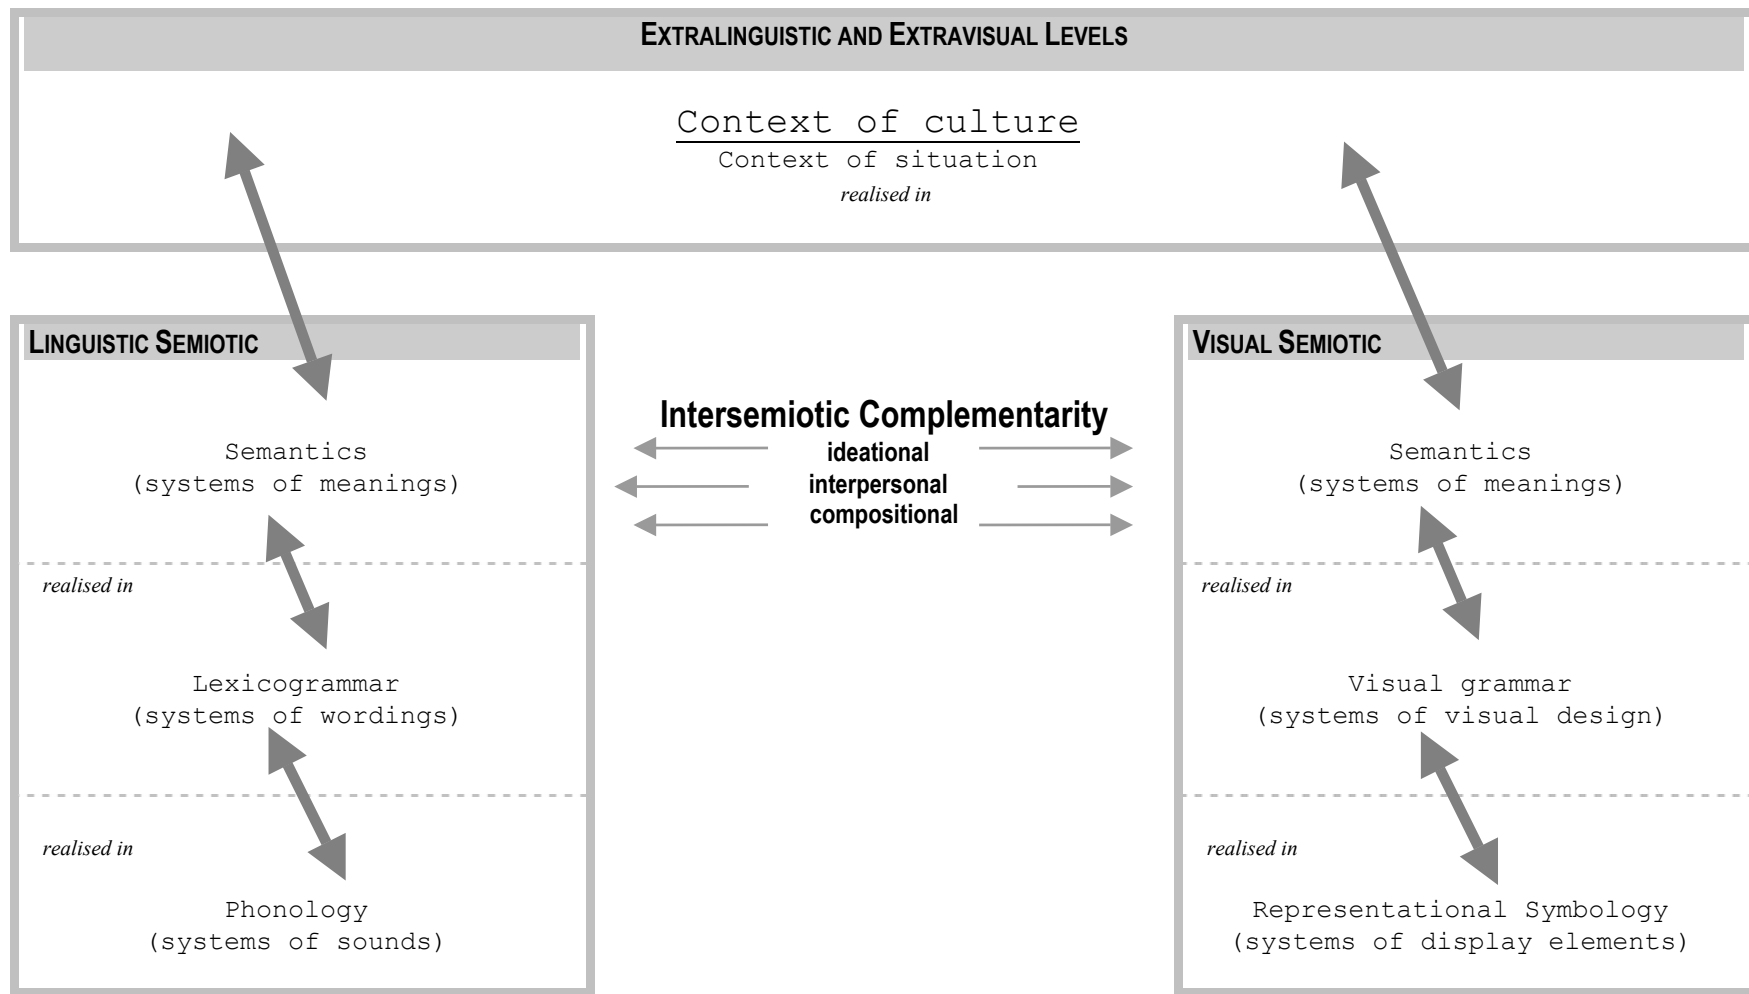 EXTRALINGUISTIC AND EXTRAVISUAL LEVELS
Context of culture
Context of situation
realised in
LINGUISTIC SEMIOTIC
Semantics
(systems of meanings)
realised in
Lexicogrammar
(systems of wordings)
realised in
Phonology
(systems of sounds)
Intersemiotic Complementarity
ideational
interpersonal
compositional
VISUAL SEMIOTIC
Semantics
(systems of meanings)
realised in
Visual grammar
(systems of visual design)
realised in
Representational Symbology
(systems of display elements)